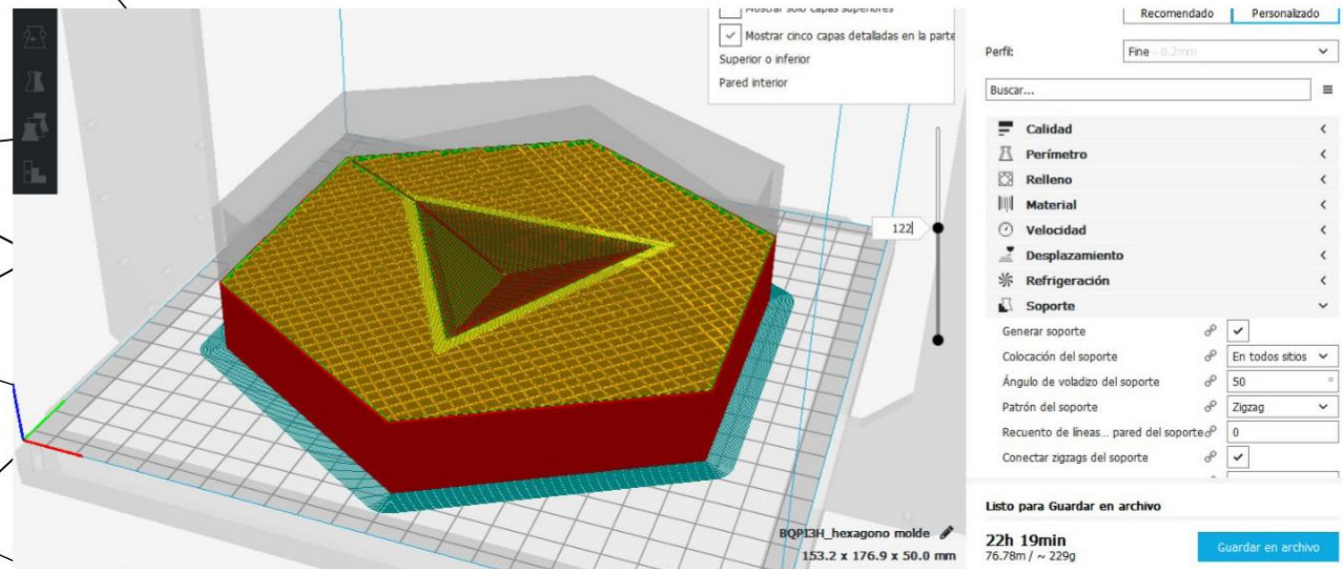 Mostrar solo capas superiores
Mostrar cinco capas detalladas en la parte
Superior o inferior
Pared interior
122
BQPI3H_hexagono molde
153.2 x 176.9 x 50.0 mm
Recomendado Personalizado
Perfil: Fine - 0.2mm
Buscar...
Calidad
Perímetro
Relleno
Material
Velocidad
Desplazamiento
Refrigeración
Soporte
Generar soporte
Colocación del soporte En todos sitios
Ángulo de voladizo del soporte 50 °
Patrón del soporte Zigzag
Recuento de líneas... pared del soporte 0
Conectar zigzags del soporte
Listo para Guardar en archivo
22h 19min
76.78m / ~ 229g
Guardar en archivo